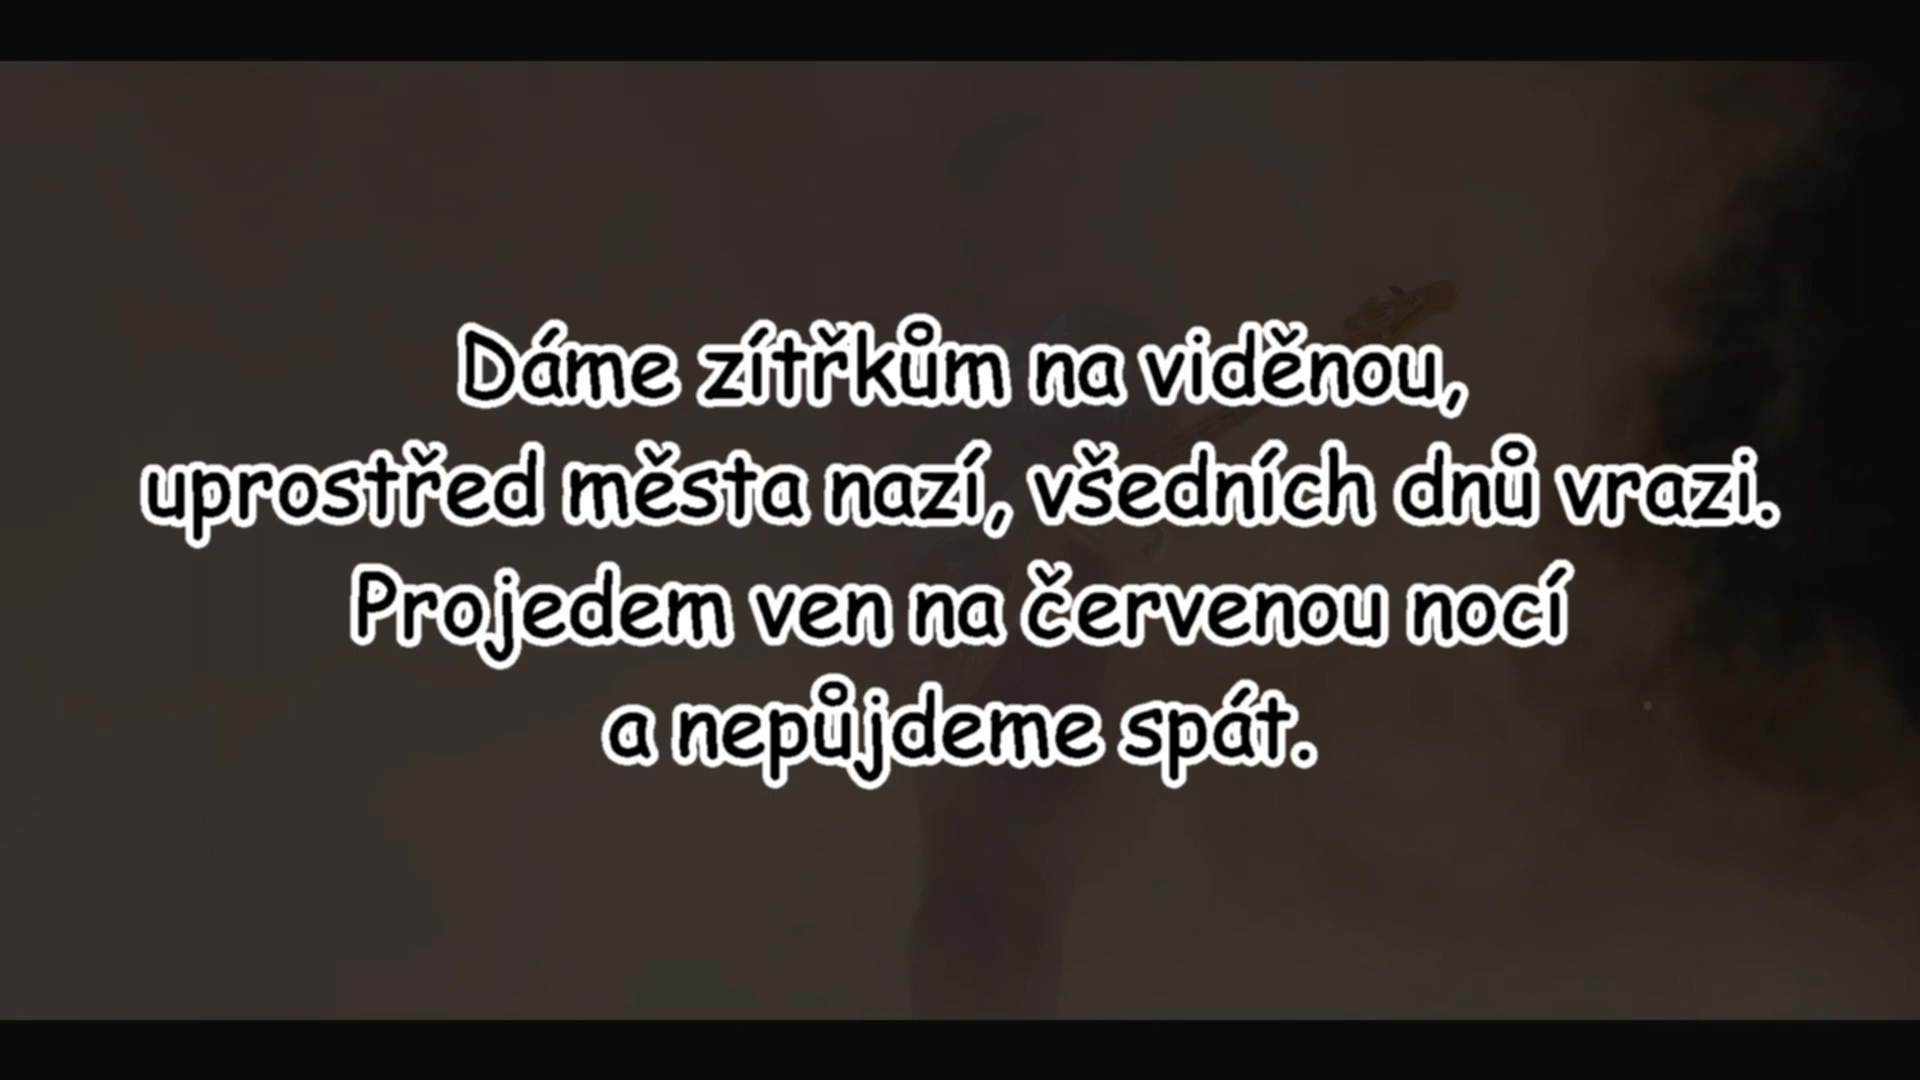 Dáme zítřkům na viděnou,
uprostřed města nazí, všedních dnů vrazi.
Projedem ven na červenou nocí
a nepůjdeme spát.